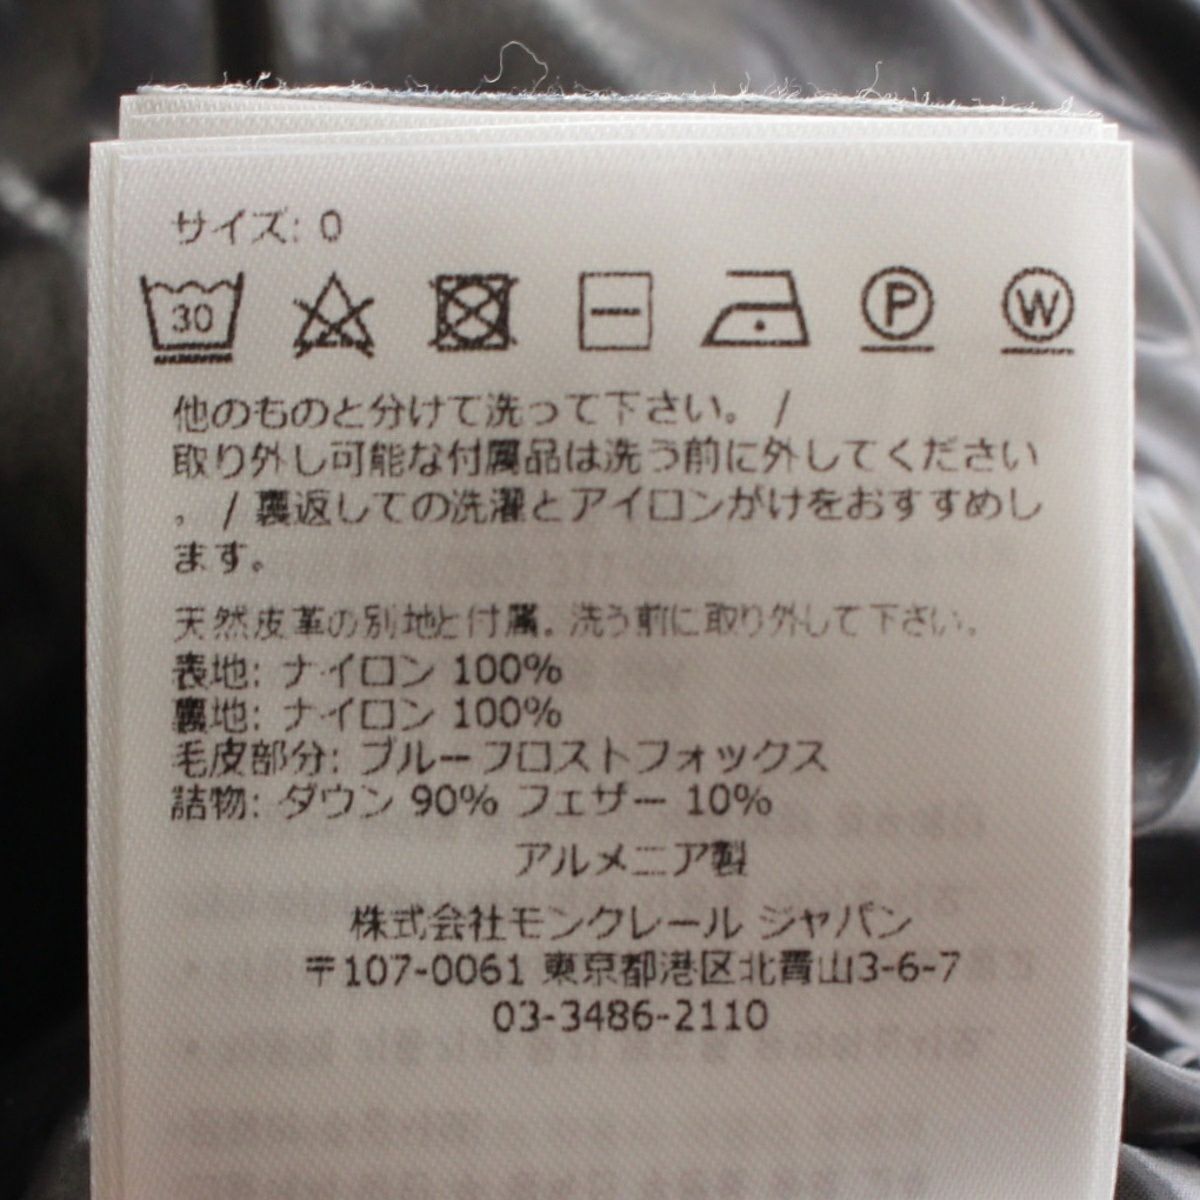 サイズ: 0
30 P W
他のものと分けて洗って下さい。 /
取り外し可能な付属品は洗う前に外してください
。 / 裏返しての洗濯とアイロンがけをおすすめし
ます。
天然皮革の別地と付属。洗う前に取り外して下さい。
表地: ナイロン 100%
裏地: ナイロン 100%
毛皮部分: ブルーフロストフォックス
詰物: ダウン 90% フェザー 10%
アルメニア製
株式会社モンクレール ジャパン
〒107-0061 東京都港区北青山3-6-7
03-3486-2110